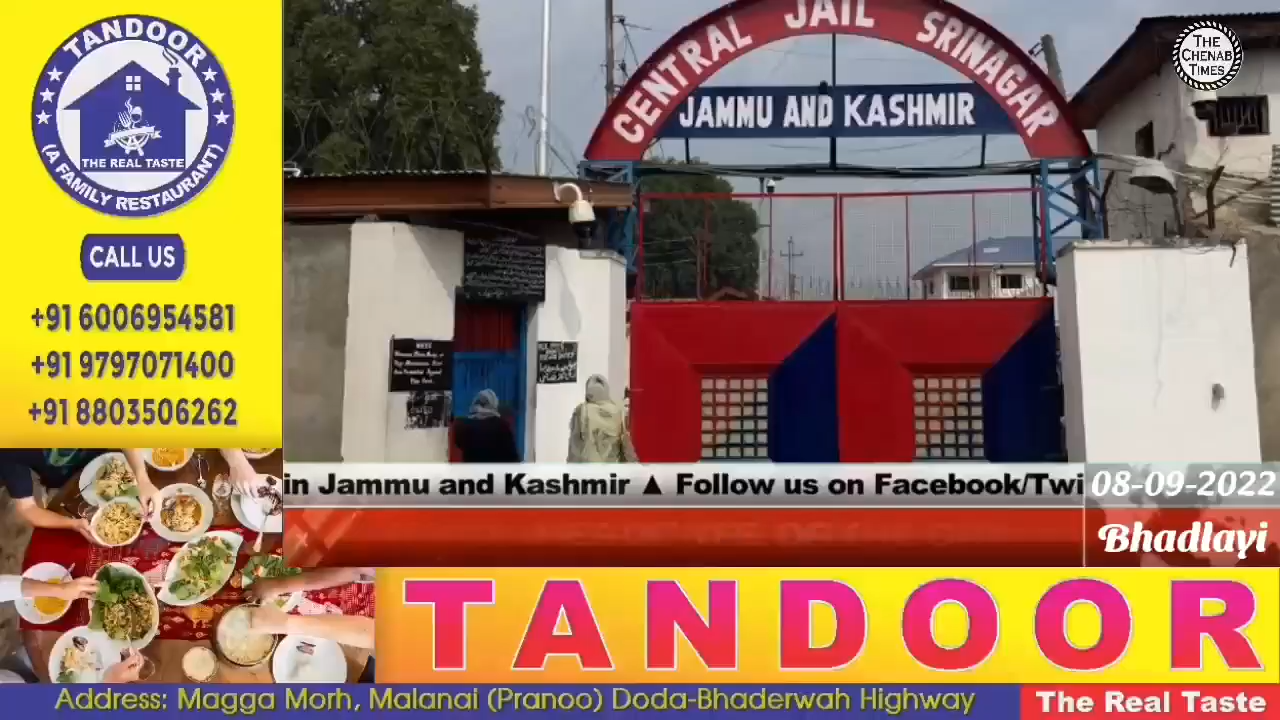 TANDOOR
THE REAL TASTE
(A FAMILY RESTAURANT)
CALL US
+91 6006954581
+91 9797071400
+91 8803506262
CENTRAL JAIL SRINAGAR
JAMMU AND KASHMIR
THE
CHENAB
TIMES
in Jammu and Kashmir ▲ Follow us on Facebook/Twi
08-09-2022
Bhadlayi
TANDOOR
Address: Magga Morh, Malanai (Pranoo) Doda-Bhaderwah Highway
The Real Taste